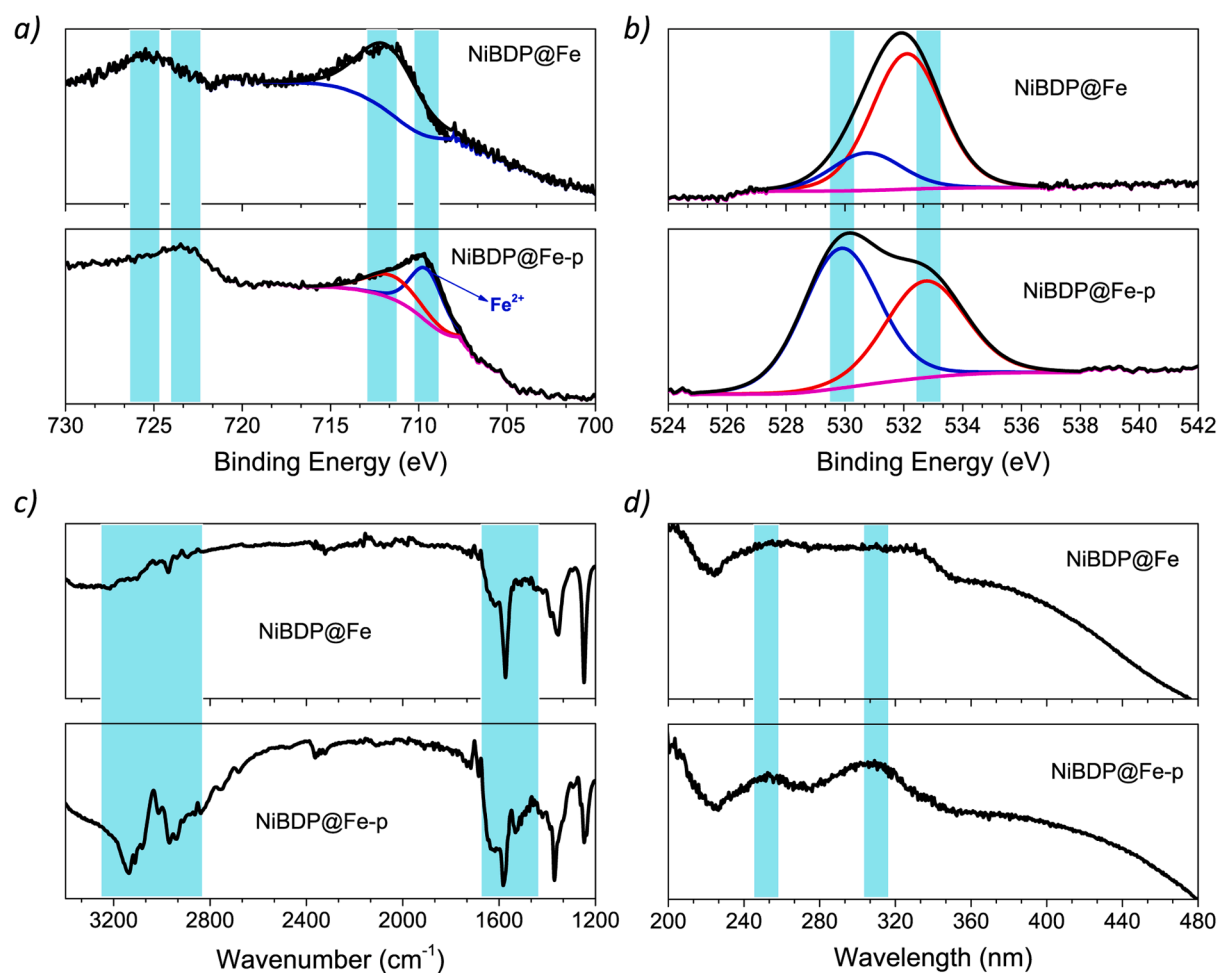 a)
NiBDP@Fe
NiBDP@Fe-p
Fe²⁺
730 725 720 715 710 705 700
Binding Energy (eV)
b)
NiBDP@Fe
NiBDP@Fe-p
524 526 528 530 532 534 536 538 540 542
Binding Energy (eV)
c)
NiBDP@Fe
NiBDP@Fe-p
3200 2800 2400 2000 1600 1200
Wavenumber (cm⁻¹)
d)
NiBDP@Fe
NiBDP@Fe-p
200 240 280 320 360 400 440 480
Wavelength (nm)